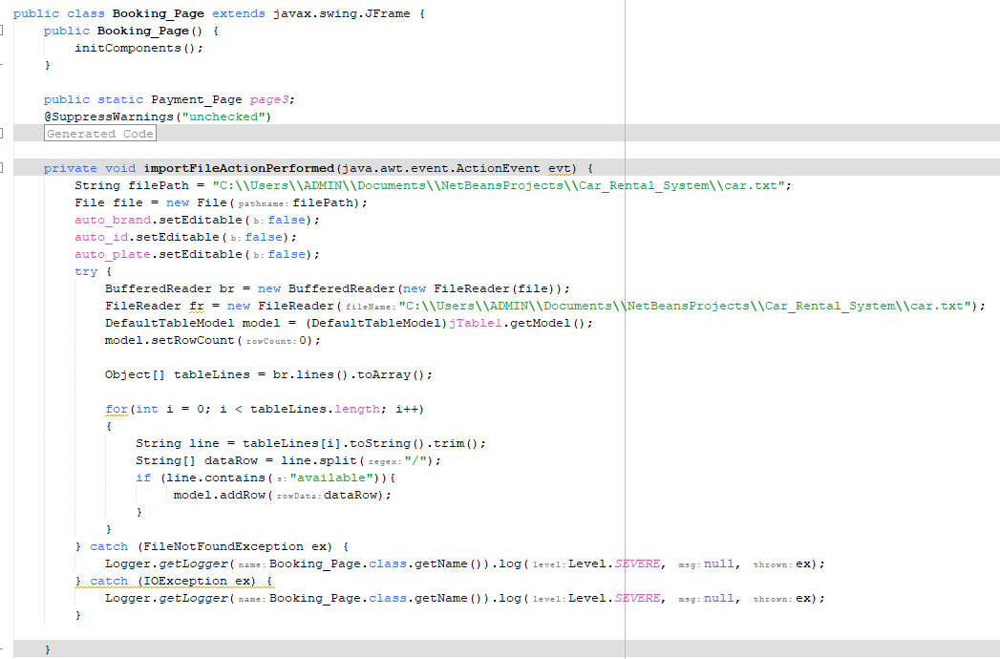 public class Booking_Page extends javax.swing.JFrame {
public Booking_Page() {
initComponents();
}
public static Payment_Page page3;
@SuppressWarnings("unchecked")
Generated Code
private void importFileActionPerformed(java.awt.event.ActionEvent evt) {
String filePath = "C:\\Users\\ADMIN\\Documents\\NetBeansProjects\\Car_Rental_System\\car.txt";
File file = new File( pathname: filePath);
auto_brand.setEditable( b: false);
auto_id.setEditable( b: false);
auto_plate.setEditable( b: false);
try {
BufferedReader br = new BufferedReader(new FileReader(file));
FileReader fr = new FileReader( fileName: "C:\\Users\\ADMIN\\Documents\\NetBeansProjects\\Car_Rental_System\\car.txt");
DefaultTableModel model = (DefaultTableModel)jTable1.getModel();
model.setRowCount( rowCount: 0);
Object[] tableLines = br.lines().toArray();
for(int i = 0; i < tableLines.length; i++)
{
String line = tableLines[i].toString().trim();
String[] dataRow = line.split( regex: "/");
if (line.contains( s: "available")){
model.addRow( rowData: dataRow);
}
}
} catch (FileNotFoundException ex) {
Logger.getLogger( name: Booking_Page.class.getName()).log( level: Level.SEVERE, msg: null, thrown: ex);
} catch (IOException ex) {
Logger.getLogger( name: Booking_Page.class.getName()).log( level: Level.SEVERE, msg: null, thrown: ex);
}
}